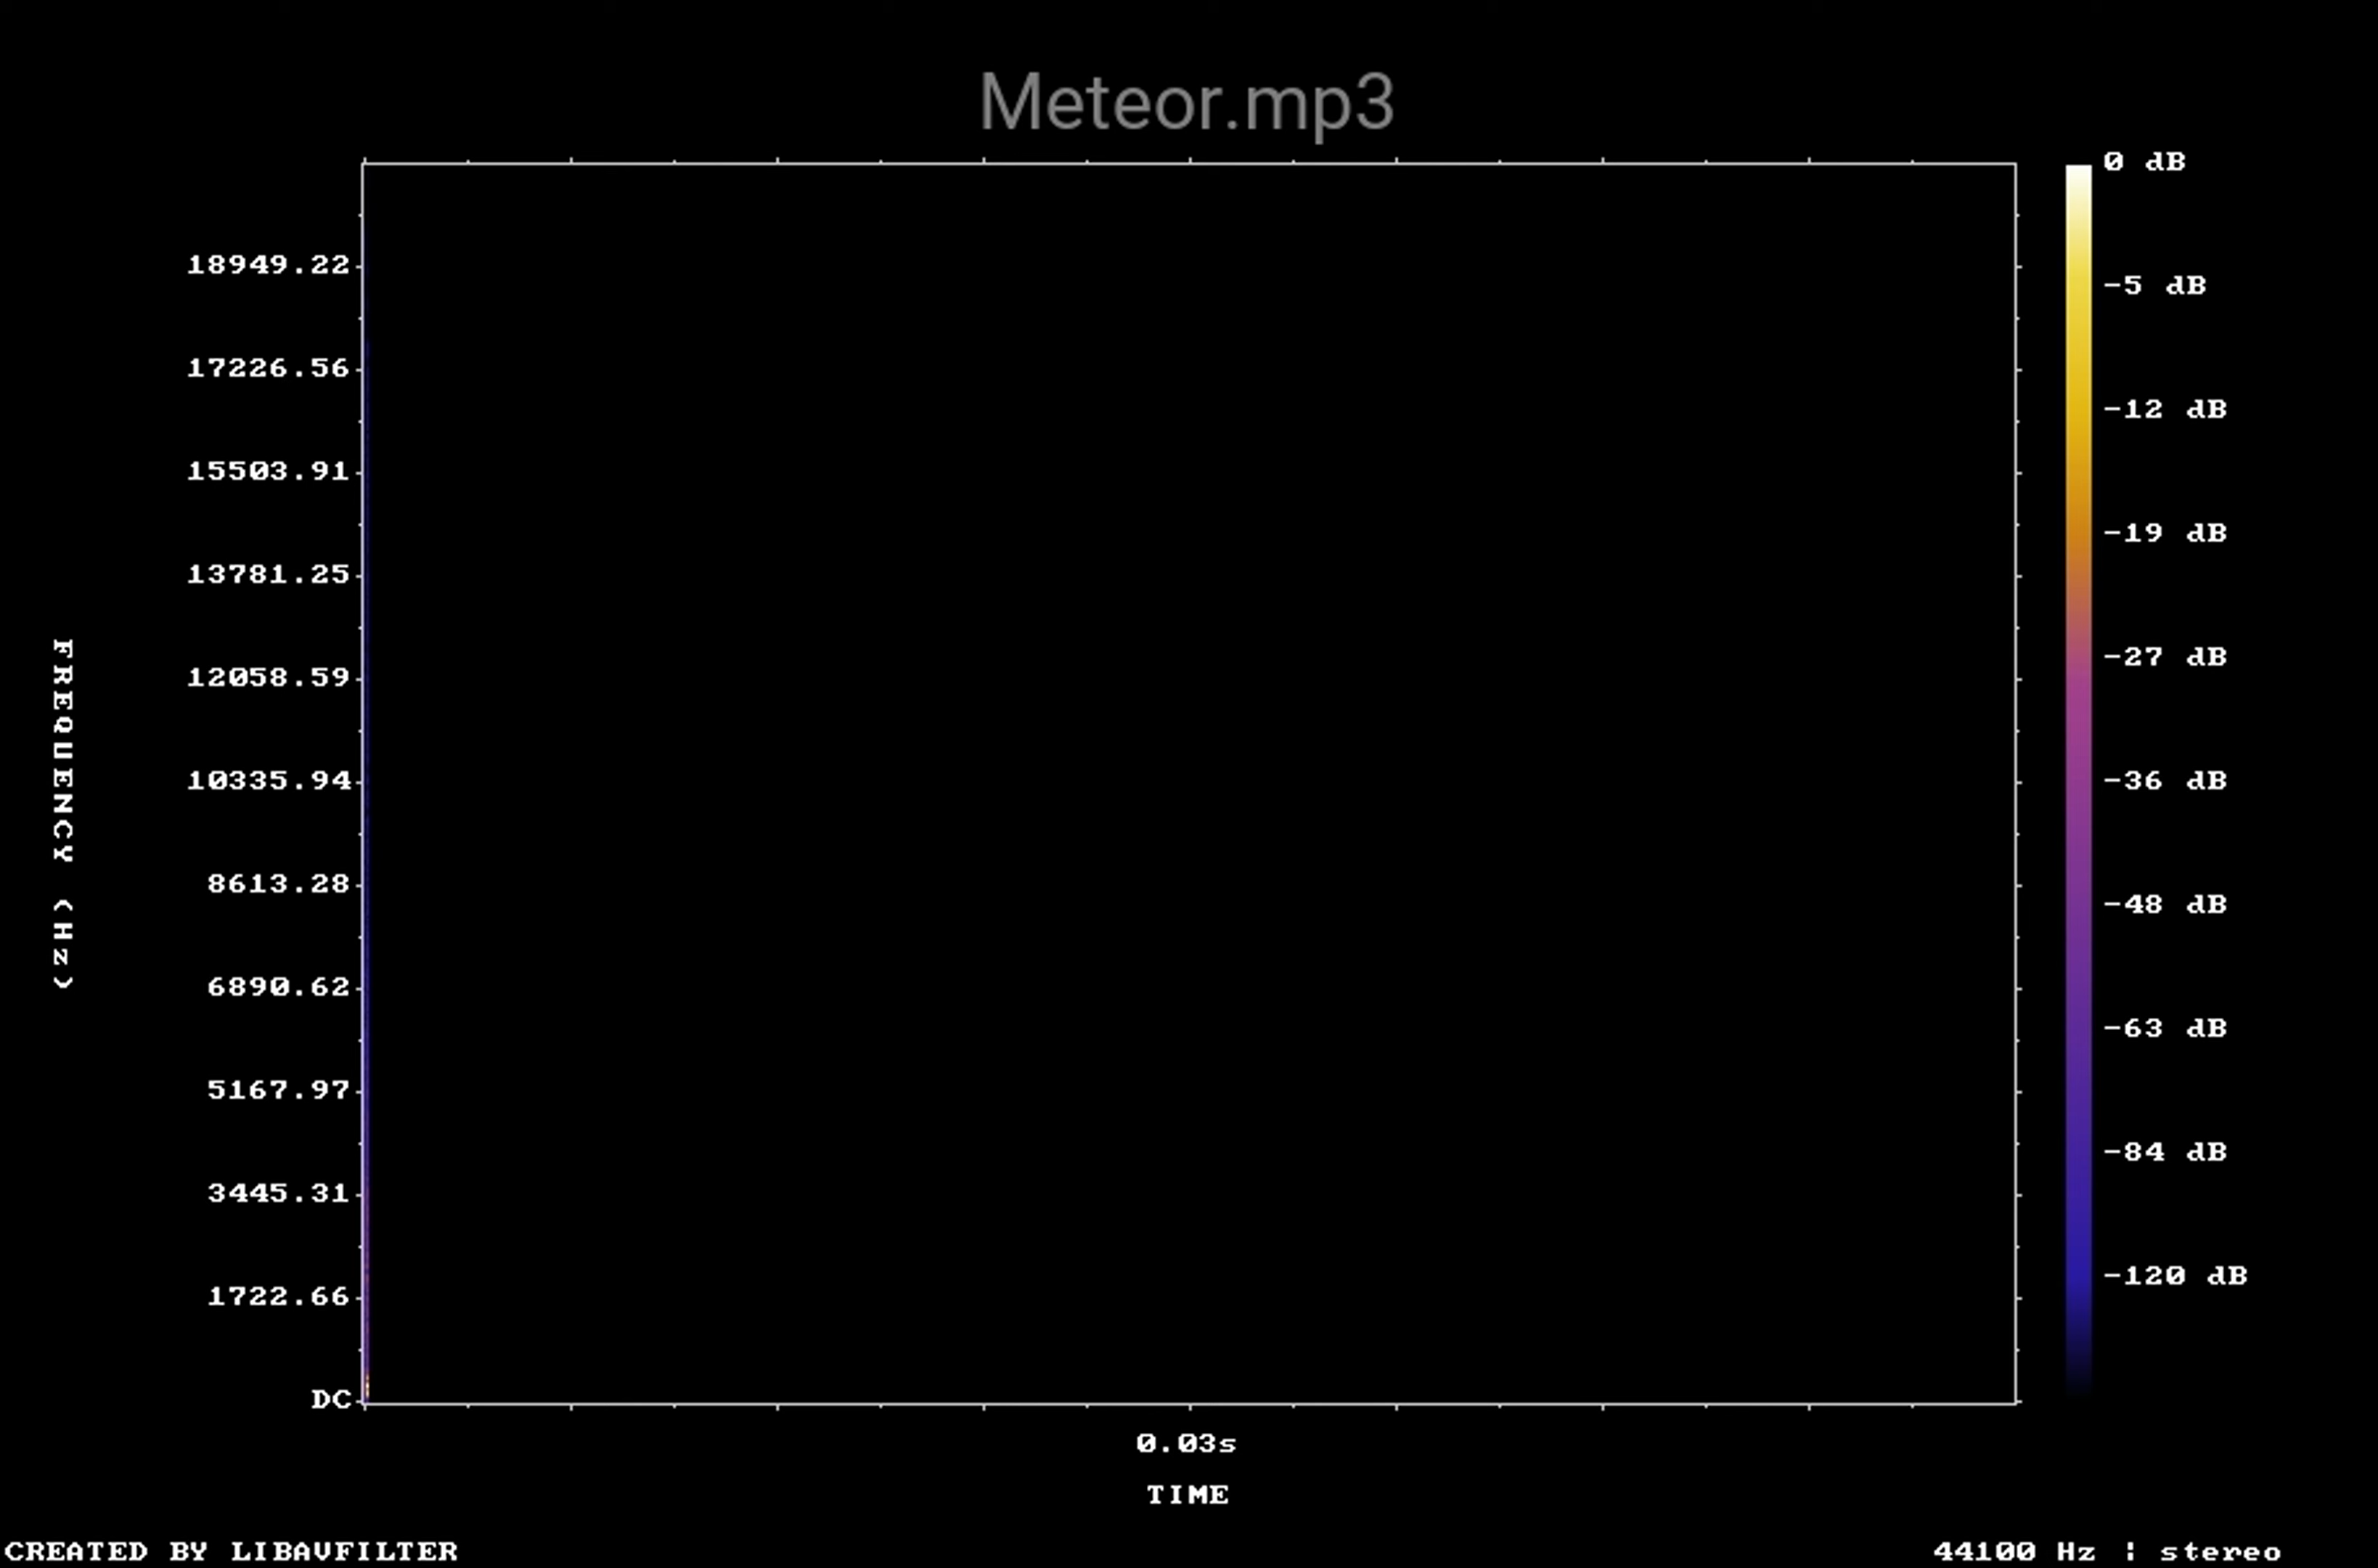 Meteor.mp3
0 dB
-5 dB
-12 dB
-19 dB
-27 dB
-36 dB
-48 dB
-63 dB
-84 dB
-120 dB
18949.22
17226.56
15503.91
13781.25
12058.59
10335.94
8613.28
6890.62
5167.97
3445.31
1722.66
DC
FREQUENCY (Hz)
0.03s
TIME
CREATED BY LIBAVFILTER
44100 Hz | stereo